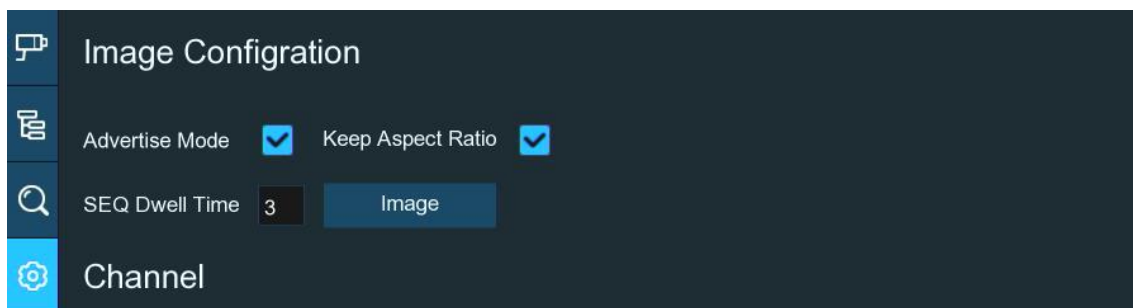 Image Configration
Advertise Mode Keep Aspect Ratio
SEQ Dwell Time 3 Image
Channel